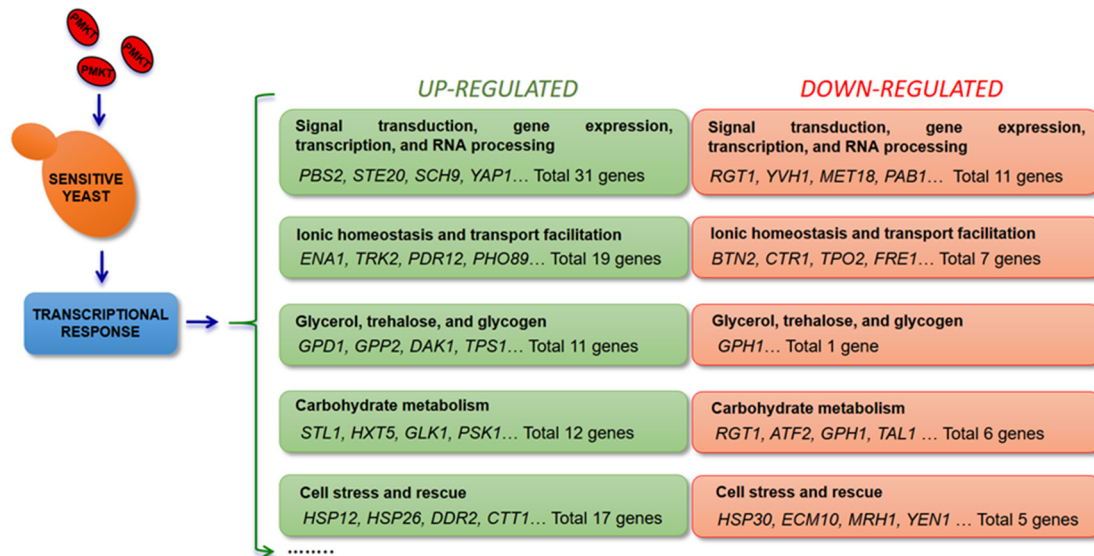 PMKT
PMKT
PMKT
SENSITIVE
YEAST
TRANSCRIPTIONAL
RESPONSE
UP-REGULATED
Signal transduction, gene expression,
transcription, and RNA processing
PBS2, STE20, SCH9, YAP1... Total 31 genes
Ionic homeostasis and transport facilitation
ENA1, TRK2, PDR12, PHO89... Total 19 genes
Glycerol, trehalose, and glycogen
GPD1, GPP2, DAK1, TPS1... Total 11 genes
Carbohydrate metabolism
STL1, HXT5, GLK1, PSK1... Total 12 genes
Cell stress and rescue
HSP12, HSP26, DDR2, CTT1... Total 17 genes
........
DOWN-REGULATED
Signal transduction, gene expression,
transcription, and RNA processing
RGT1, YVH1, MET18, PAB1... Total 11 genes
Ionic homeostasis and transport facilitation
BTN2, CTR1, TPO2, FRE1... Total 7 genes
Glycerol, trehalose, and glycogen
GPH1... Total 1 gene
Carbohydrate metabolism
RGT1, ATF2, GPH1, TAL1 ... Total 6 genes
Cell stress and rescue
HSP30, ECM10, MRH1, YEN1 ... Total 5 genes